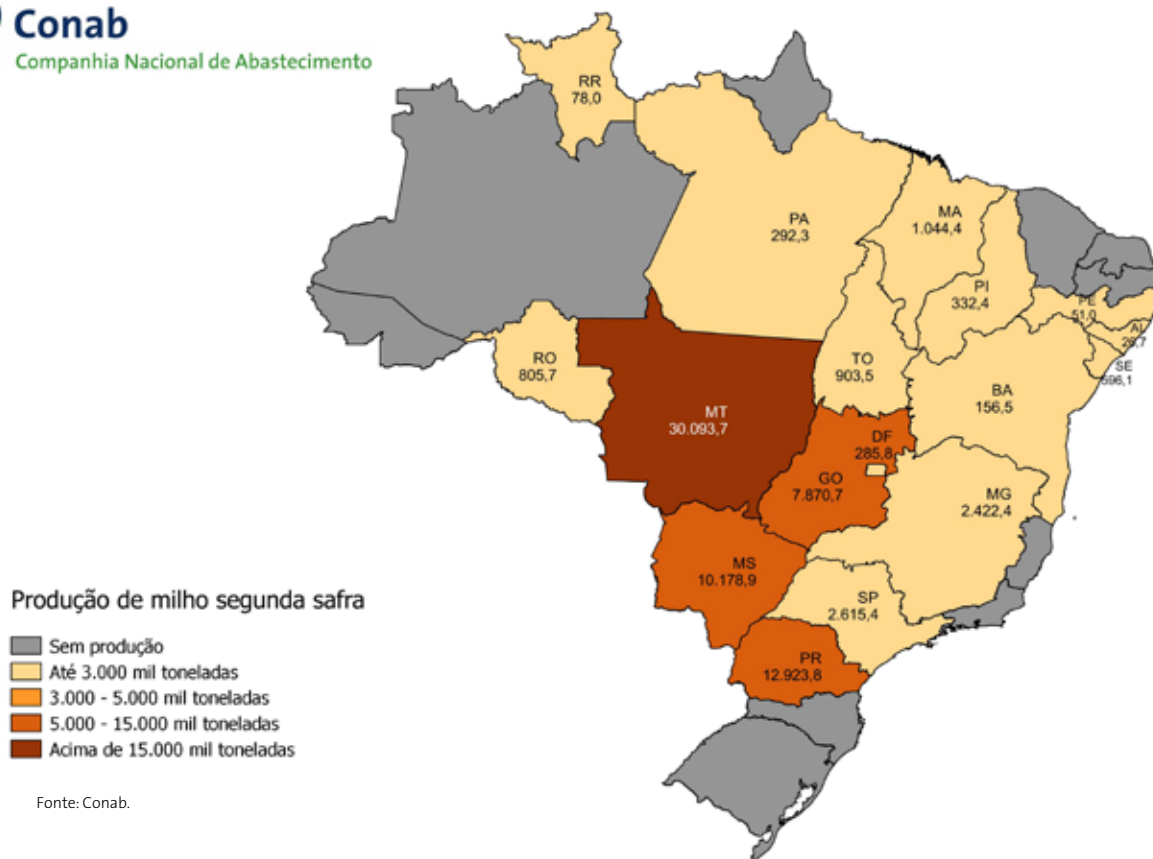 Conab
Companhia Nacional de Abastecimento
RR
78,0
PA
292,3
MA
1.044,4
PI
332,4
PE
51,0
AL
26,7
SE
596,1
RO
805,7
TO
903,5
BA
156,5
MT
30.093,7
DF
285,8
GO
7.870,7
MG
2.422,4
MS
10.178,9
SP
2.615,4
PR
12.923,8
Produção de milho segunda safra
Sem produção
Até 3.000 mil toneladas
3.000 - 5.000 mil toneladas
5.000 - 15.000 mil toneladas
Acima de 15.000 mil toneladas
Fonte: Conab.